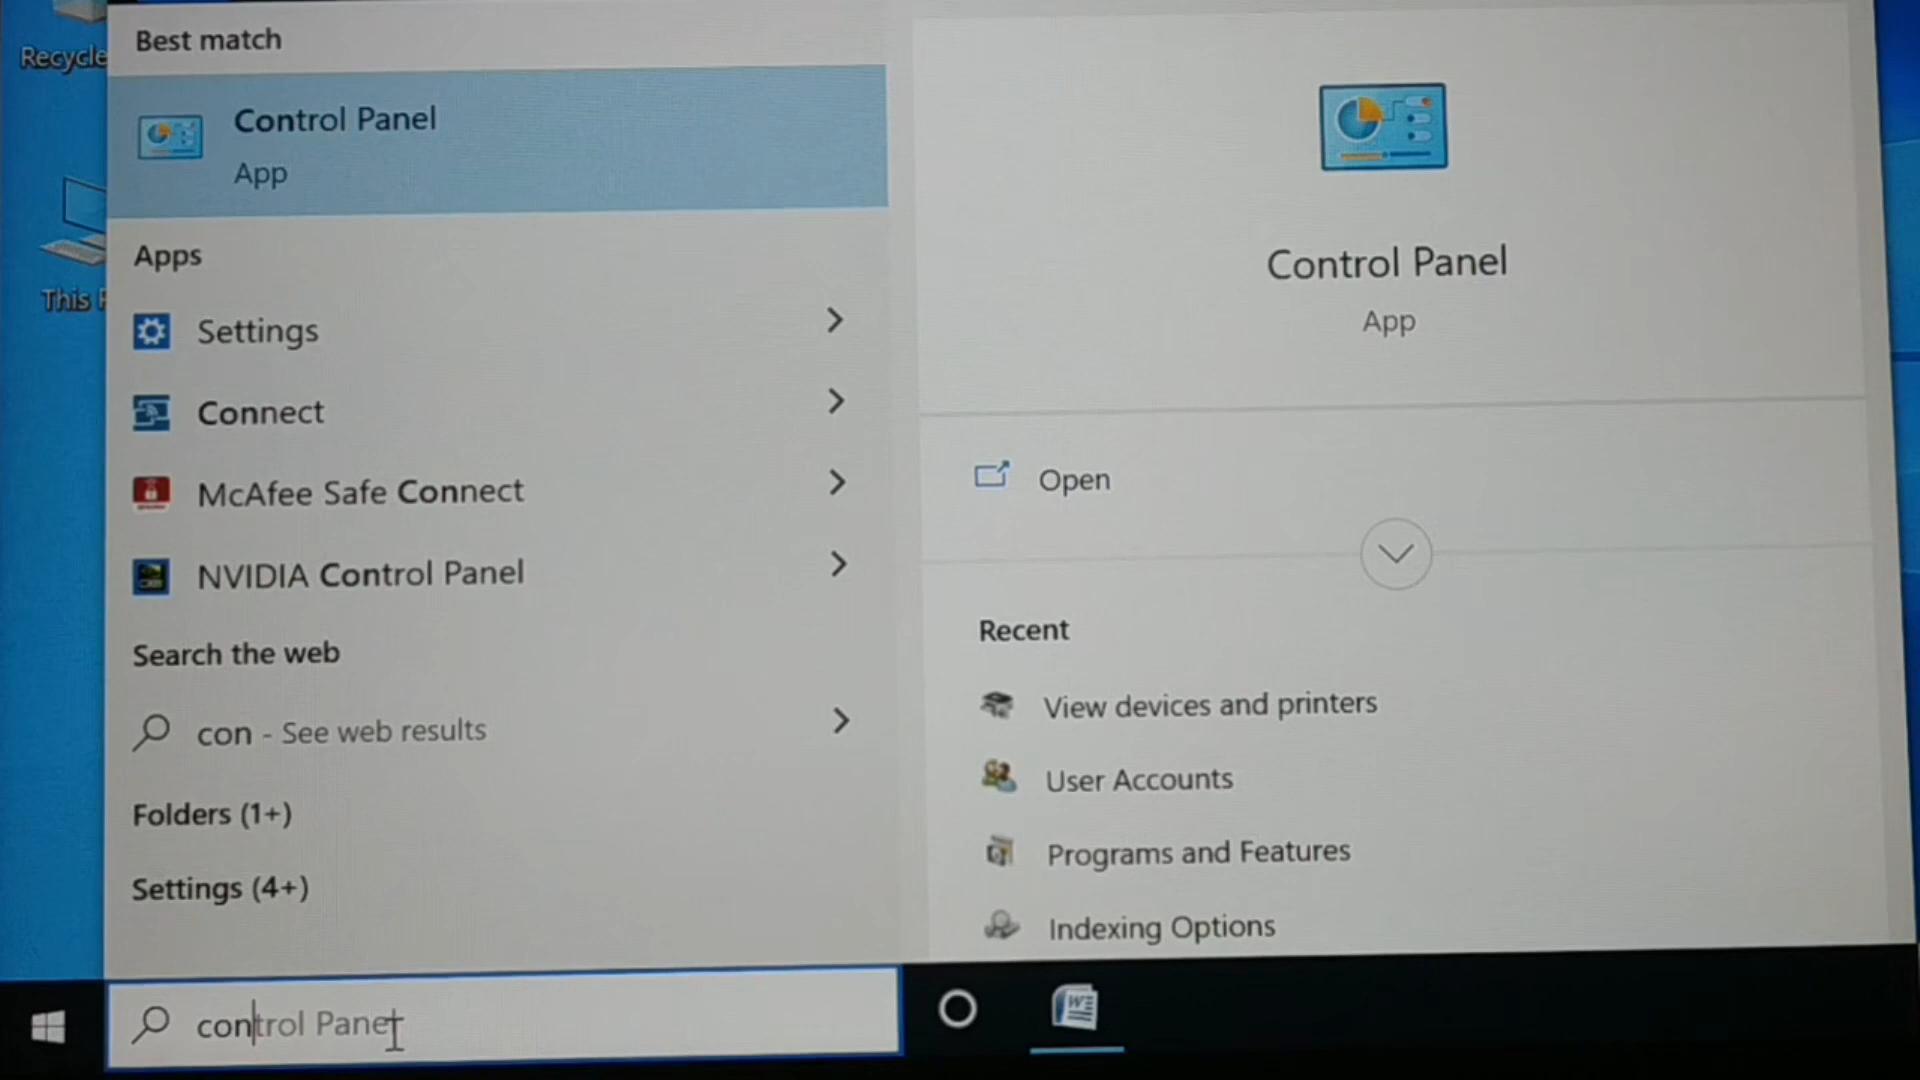 Recycle
This P
Best match
Control Panel
App
Apps
Settings
Connect
McAfee Safe Connect
NVIDIA Control Panel
Search the web
con - See web results
Folders (1+)
Settings (4+)
control Panel
Control Panel
App
Open
Recent
View devices and printers
User Accounts
Programs and Features
Indexing Options
W